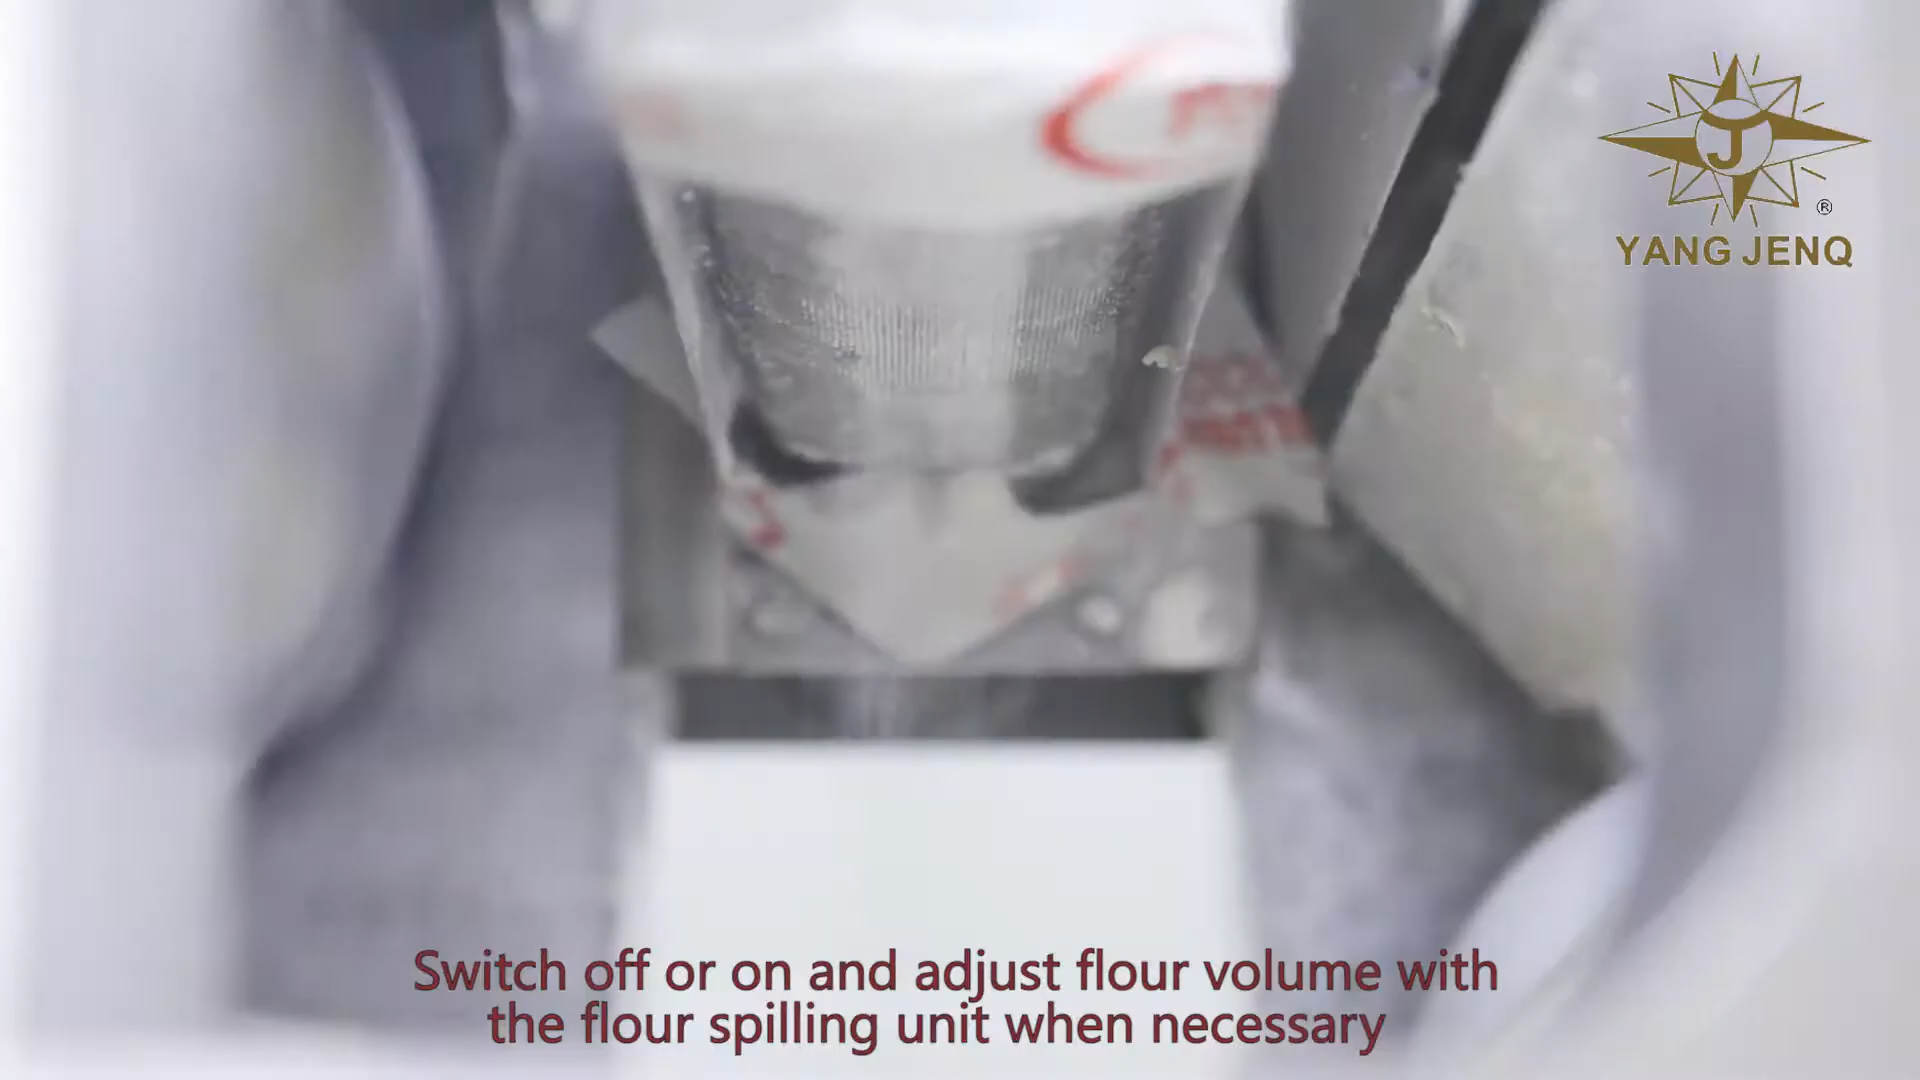 J
®
YANG JENQ
Switch off or on and adjust flour volume with
the flour spilling unit when necessary